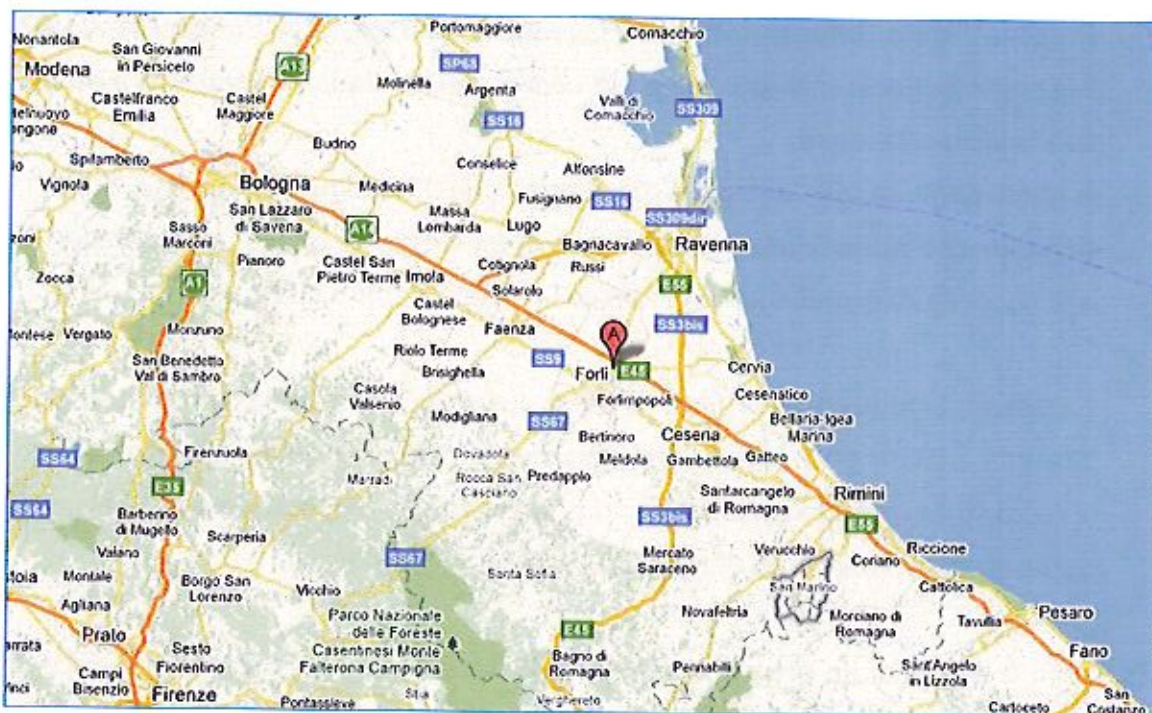 Portomaggiore
Comacchio
Nonantola
San Giovanni
in Persiceto
A13
Modena
SP68
Molinella
Argenta
Castelfranco
Emilia
Castel
Maggiore
Valli di
Comacchio
SS309
SS16
Budrio
Spilamberto
Conselice
Alfonsine
Vignola
Bologna
Medicina
Fusignano
SS16
San Lazzaro
di Savena
Massa
Lombarda
Lugo
SS309dir
Sasso
Marconi
A14
Bagnacavallo
Ravenna
Pianoro
Castel San
Pietro Terme
Imola
Cotignola
Russi
Zocca
A1
Solarolo
E55
Castel
Bolognese
Faenza
SS3bis
Vergato
Monzuno
A
San Benedetto
Val di Sambro
Riolo Terme
Brisighella
SS9
Forlì
E45
Cervia
Casola
Valsenio
Forlimpopoli
Cesenatico
Modigliana
SS67
Bellaria-Igea
Marina
Bertinoro
Cesena
SS64
Firenzuola
Dovadola
Meldola
Gambettola
Gatteo
E35
Marradi
Rocca San
Casciano
Predappio
SS64
Santarcangelo
di Romagna
Rimini
Barberino
di Mugello
SS3bis
E55
Scarperia
Vaiano
SS67
Mercato
Saraceno
Verucchio
Coriano
Riccione
Montale
Borgo San
Lorenzo
Vicchio
Santa Sofia
San Marino
Cattolica
Agliana
Parco Nazionale
delle Foreste
Casentinesi Monte
Falterona Campigna
Novafeltria
Morciano di
Romagna
Tavullia
Pesaro
Prato
E45
Sesto
Fiorentino
Bagno di
Romagna
Pennabilli
Sant'Angelo
in Lizzola
Fano
Campi
Bisenzio
Firenze
Pontassieve
Stia
Verghereto
Cartoceto
San
Costanzo